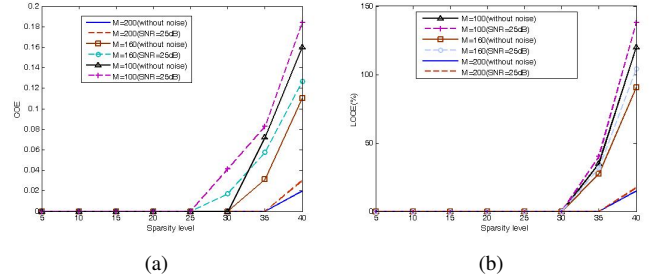 0.2
0.18
0.16
0.14
0.12
0.1
0.08
0.06
0.04
0.02
0
COE
M=200(without noise)
M=200(SNR=25dB)
M=160(without noise)
M=160(SNR=25dB)
M=100(without noise)
M=100(SNR=25dB)
5 10 15 20 25 30 35 40
Sparsity level
(a)
150
100
50
0
LOCE(%)
M=100(without noise)
M=100(SNR=25dB)
M=160(without noise)
M=160(SNR=25dB)
M=200(without noise)
M=200(SNR=25dB)
5 10 15 20 25 30 35 40
Sparsity level
(b)